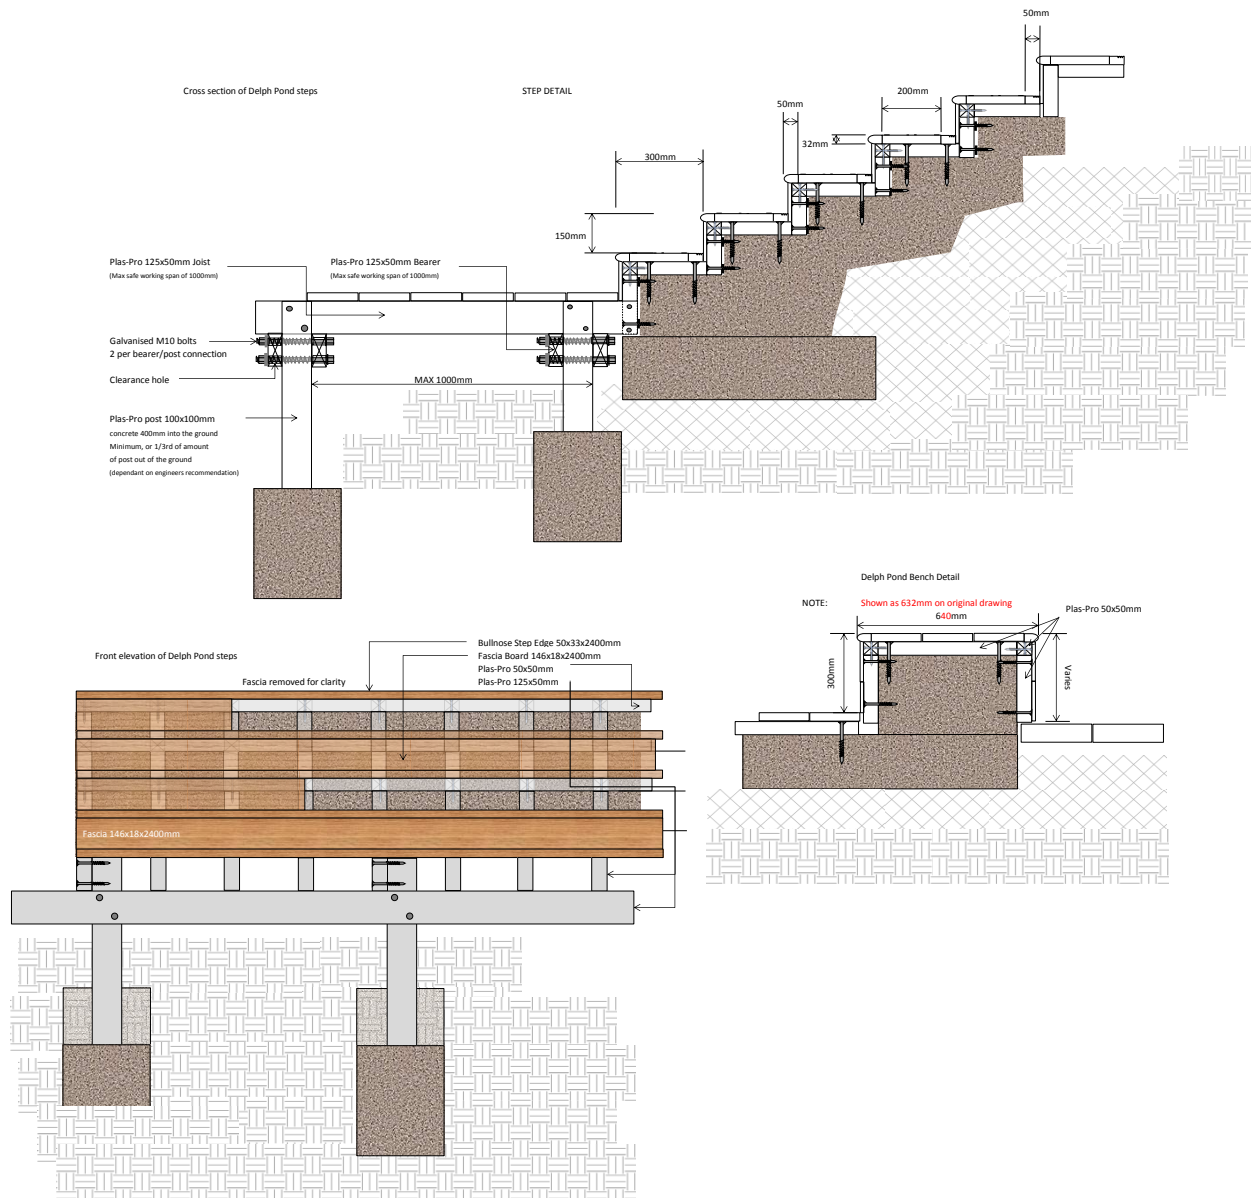 50mm
Cross section of Delph Pond steps
STEP DETAIL
200mm
50mm
32mm
300mm
150mm
Plas-Pro 125x50mm Joist
(Max safe working span of 1000mm)
Plas-Pro 125x50mm Bearer
(Max safe working span of 1000mm)
Galvanised M10 bolts
2 per bearer/post connection
Clearance hole
MAX 1000mm
Plas-Pro post 100x100mm
concrete 400mm into the ground
Minimum, or 1/3rd of amount
of post out of the ground
(dependant on engineers recommendation)
Delph Pond Bench Detail
NOTE:
Shown as 632mm on original drawing
640mm
Plas-Pro 50x50mm
300mm
Varies
Front elevation of Delph Pond steps
Bullnose Step Edge 50x33x2400mm
Fascia Board 146x18x2400mm
Plas-Pro 50x50mm
Plas-Pro 125x50mm
Fascia removed for clarity
Fascia 146x18x2400mm